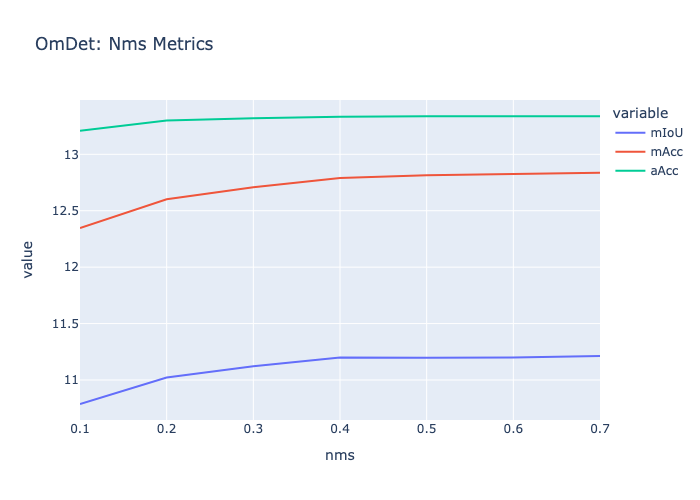 OmDet: Nms Metrics
variable
mIoU
mAcc
aAcc
13
12.5
12
11.5
11
value
0.1 0.2 0.3 0.4 0.5 0.6 0.7
nms